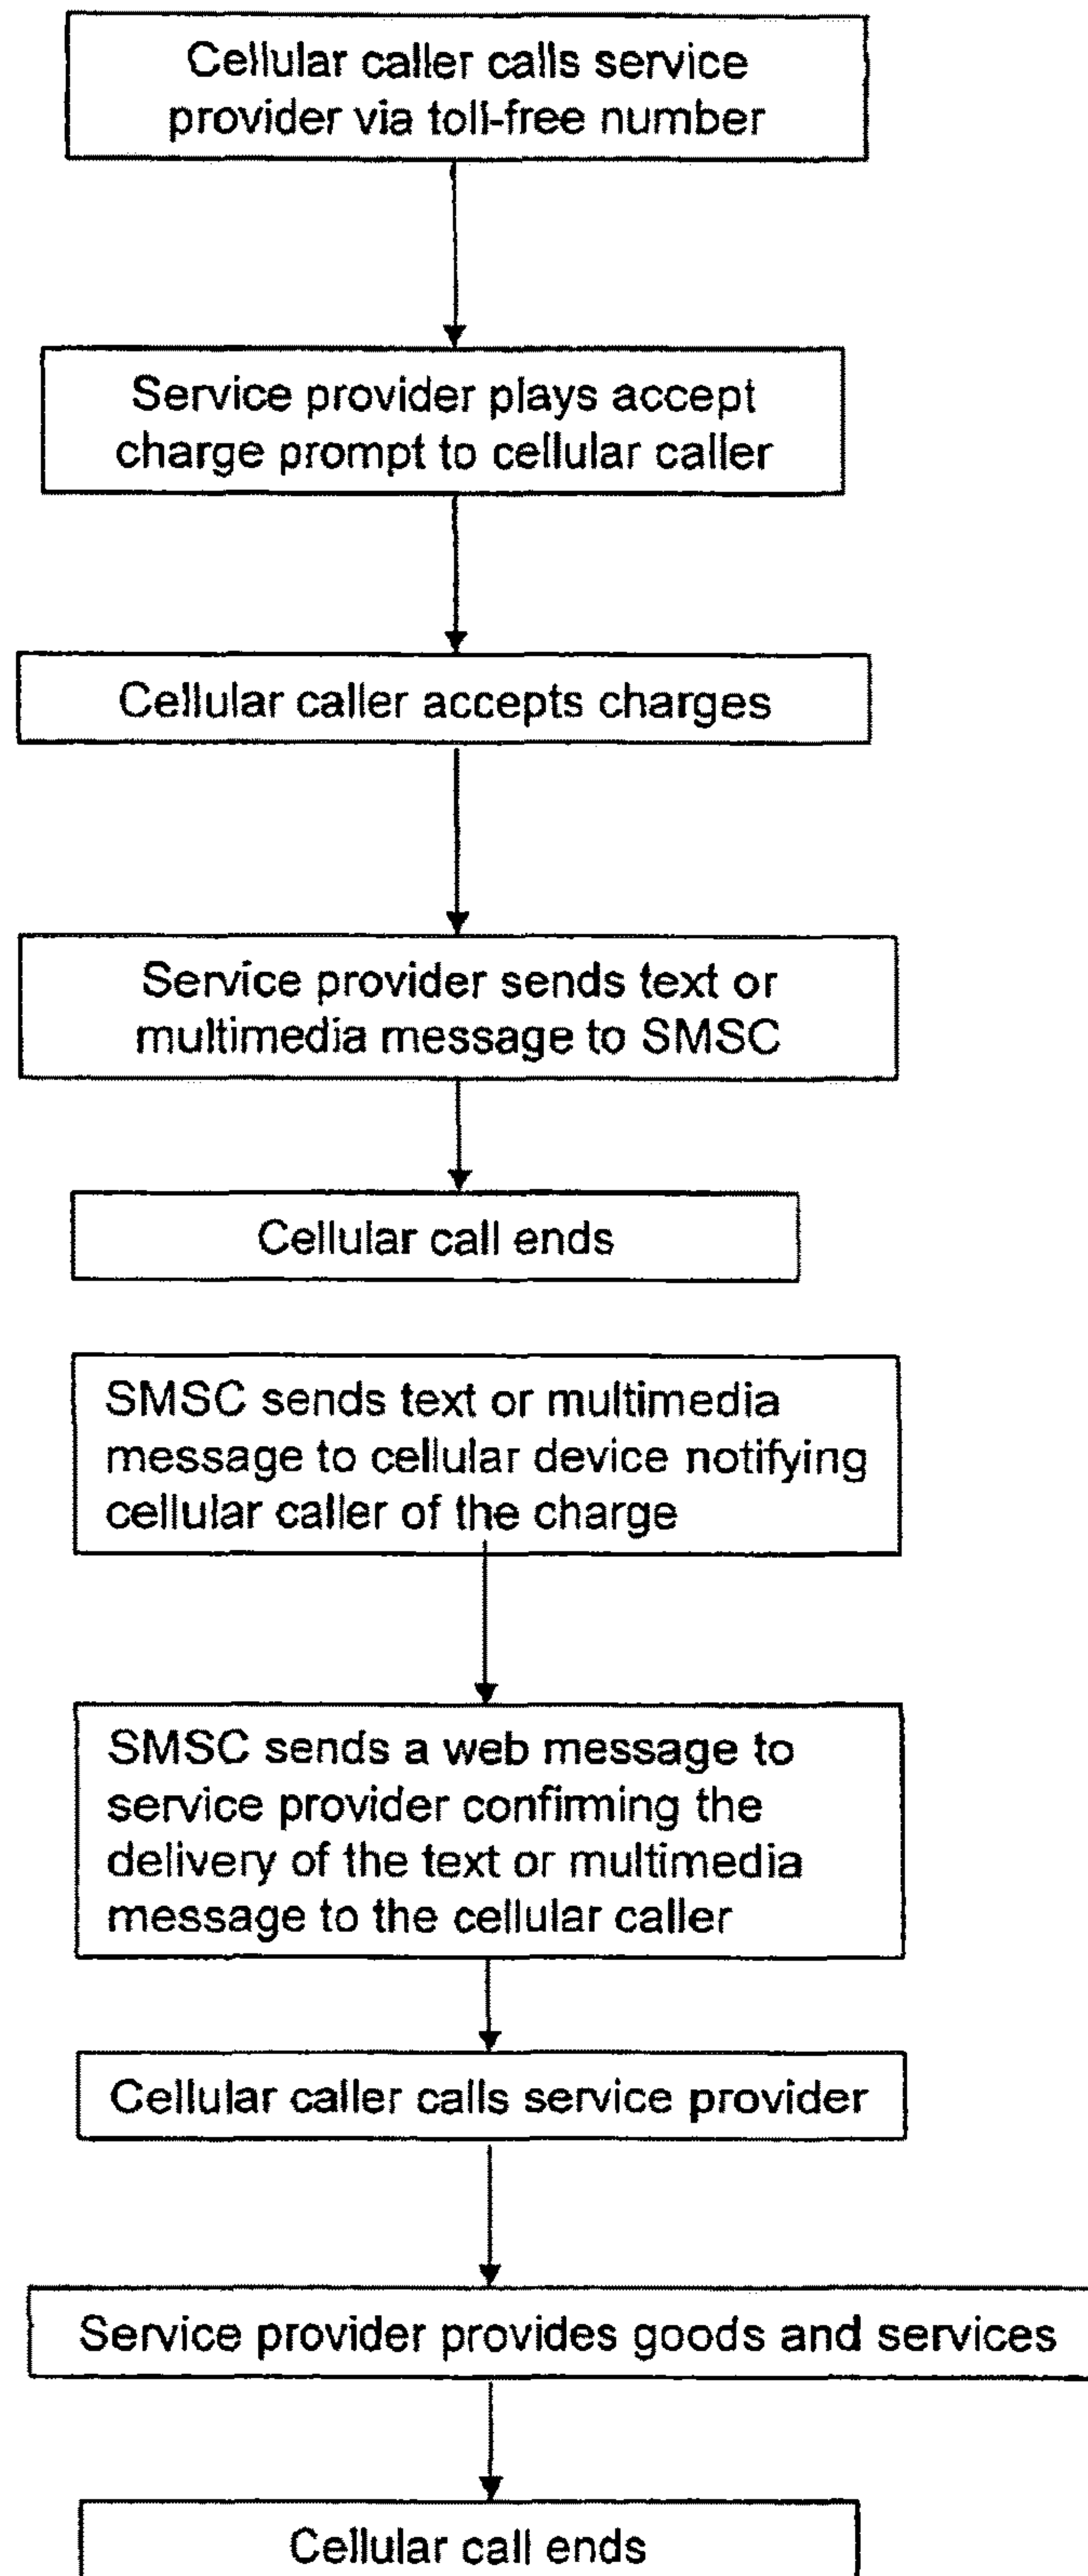 Cellular caller calls service
provider via toll-free number
Service provider plays accept
charge prompt to cellular caller
Cellular caller accepts charges
Service provider sends text or
multimedia message to SMSC
Cellular call ends
SMSC sends text or multimedia
message to cellular device notifying
cellular caller of the charge
SMSC sends a web message to
service provider confirming the
delivery of the text or multimedia
message to the cellular caller
Cellular caller calls service provider
Service provider provides goods and services
Cellular call ends